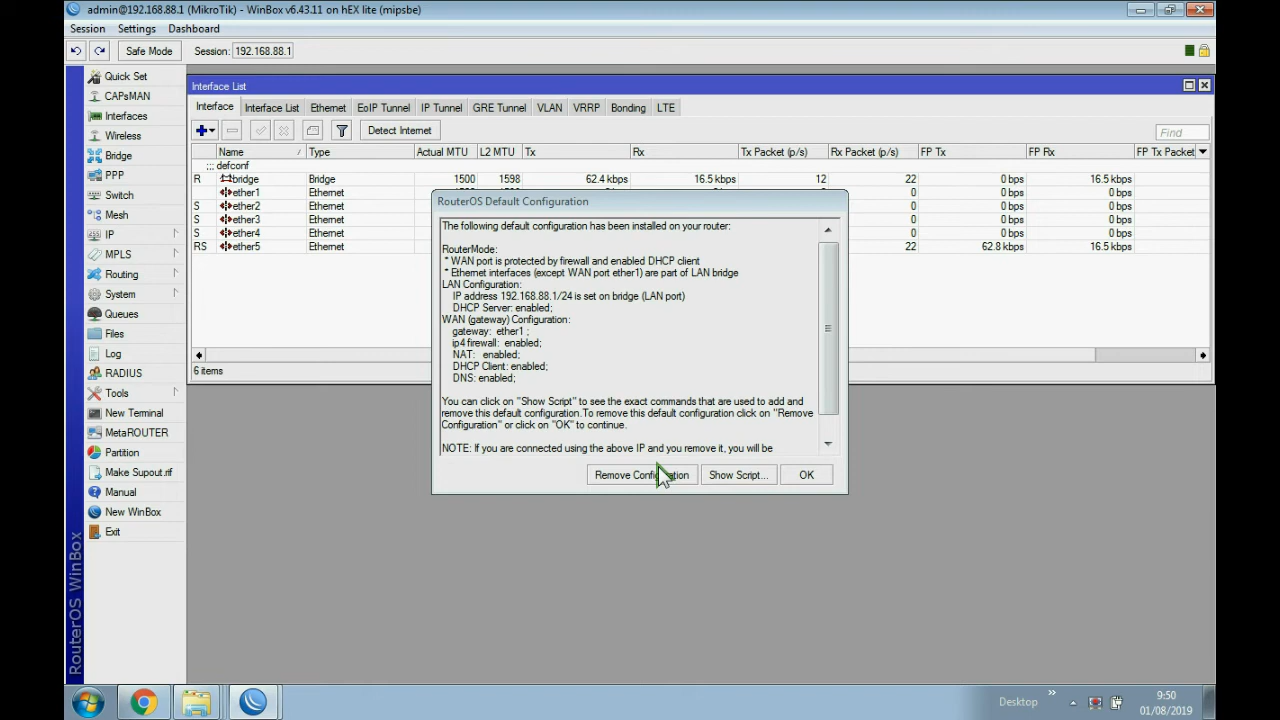 admin@192.168.88.1 (MikroTik) - WinBox v6.43.11 on hEX lite (mipsbe)
Session Settings Dashboard
Safe Mode Session: 192.168.88.1
Quick Set
CAPsMAN
Interfaces
Wireless
Bridge
PPP
Switch
Mesh
IP
MPLS
Routing
System
Queues
Files
Log
RADIUS
Tools
New Terminal
MetaROUTER
Partition
Make Supout.rif
Manual
New WinBox
Exit
RouterOS WinBox
Interface List
Interface Interface List Ethernet EoIP Tunnel IP Tunnel GRE Tunnel VLAN VRRP Bonding LTE
Detect Internet Find
Name / Type Actual MTU L2 MTU Tx Rx Tx Packet (p/s) Rx Packet (p/s) FP Tx FP Rx FP Tx Packet
;;; defconf
R bridge Bridge 1500 1598 62.4 kbps 16.5 kbps 12 22 0 bps 16.5 kbps
ether1 Ethernet 0 0 bps 0 bps
S ether2 Ethernet 0 0 bps 0 bps
S ether3 Ethernet 0 0 bps 0 bps
S ether4 Ethernet 0 0 bps 0 bps
RS ether5 Ethernet 22 62.8 kbps 16.5 kbps
6 items
RouterOS Default Configuration
The following default configuration has been installed on your router:
RouterMode:
* WAN port is protected by firewall and enabled DHCP client
* Ethernet interfaces (except WAN port ether1) are part of LAN bridge
LAN Configuration:
IP address 192.168.88.1/24 is set on bridge (LAN port)
DHCP Server: enabled;
WAN (gateway) Configuration:
gateway: ether1 ;
ip4 firewall: enabled;
NAT: enabled;
DHCP Client: enabled;
DNS: enabled;
You can click on "Show Script" to see the exact commands that are used to add and
remove this default configuration.To remove this default configuration click on "Remove
Configuration" or click on "OK" to continue.
NOTE: If you are connected using the above IP and you remove it, you will be
Remove Configuration Show Script... OK
Desktop » 9:50
01/08/2019